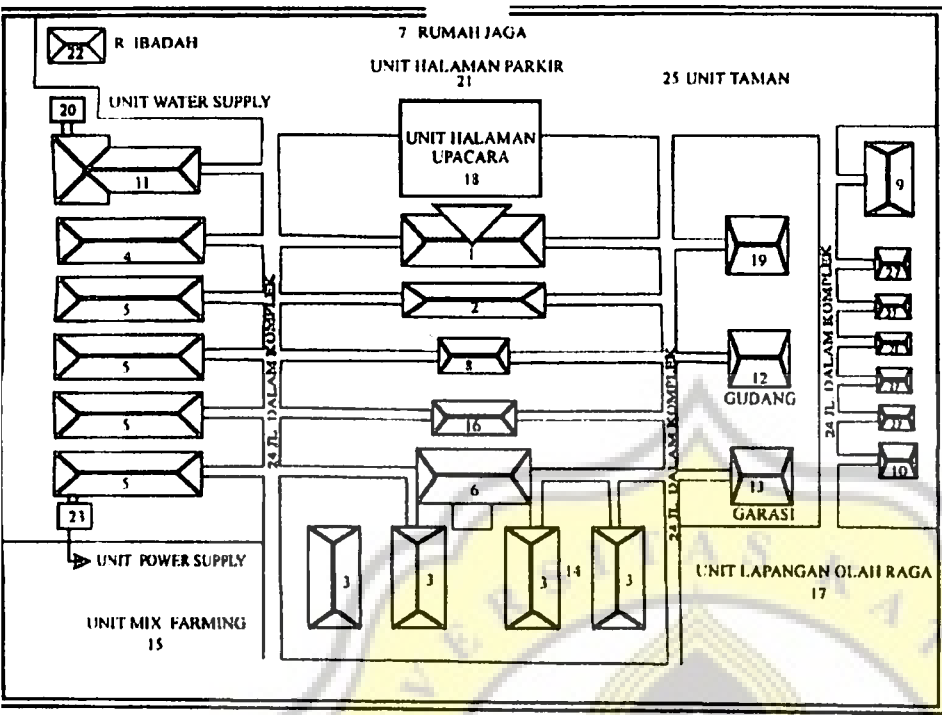 7 RUMAH JAGA
22
R IBADAH
UNIT HALAMAN PARKIR
21
25 UNIT TAMAN
20
UNIT WATER SUPPLY
UNIT HALAMAN
UPACARA
18
11
9
4
1
19
27
5
2
24 JL. DALAM KOMPLEK
24 JL. DALAM KOMPLEK
24 JL. DALAM KOMPLEK
5
8
12
GUDANG
27
5
16
27
5
6
13
GARASI
10
23
UNIT POWER SUPPLY
3
3
3
14
3
UNIT LAPANGAN OLAH RAGA
17
UNIT MIX FARMING
15